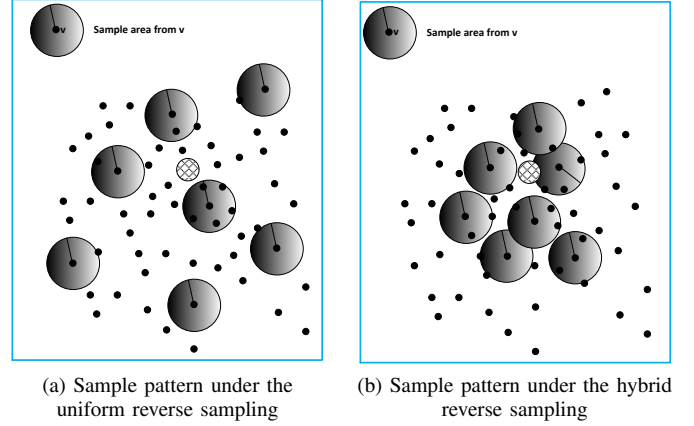 v
Sample area from v
v
Sample area from v
(a) Sample pattern under the
uniform reverse sampling
(b) Sample pattern under the hybrid
reverse sampling